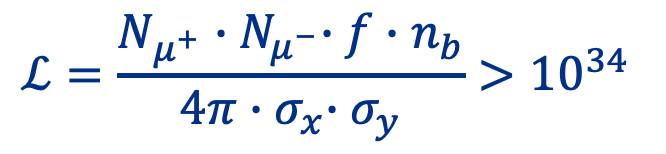 ℒ = (N_μ⁺ · N_μ⁻ · f · n_b) / (4π · σ_x · σ_y) > 10³⁴